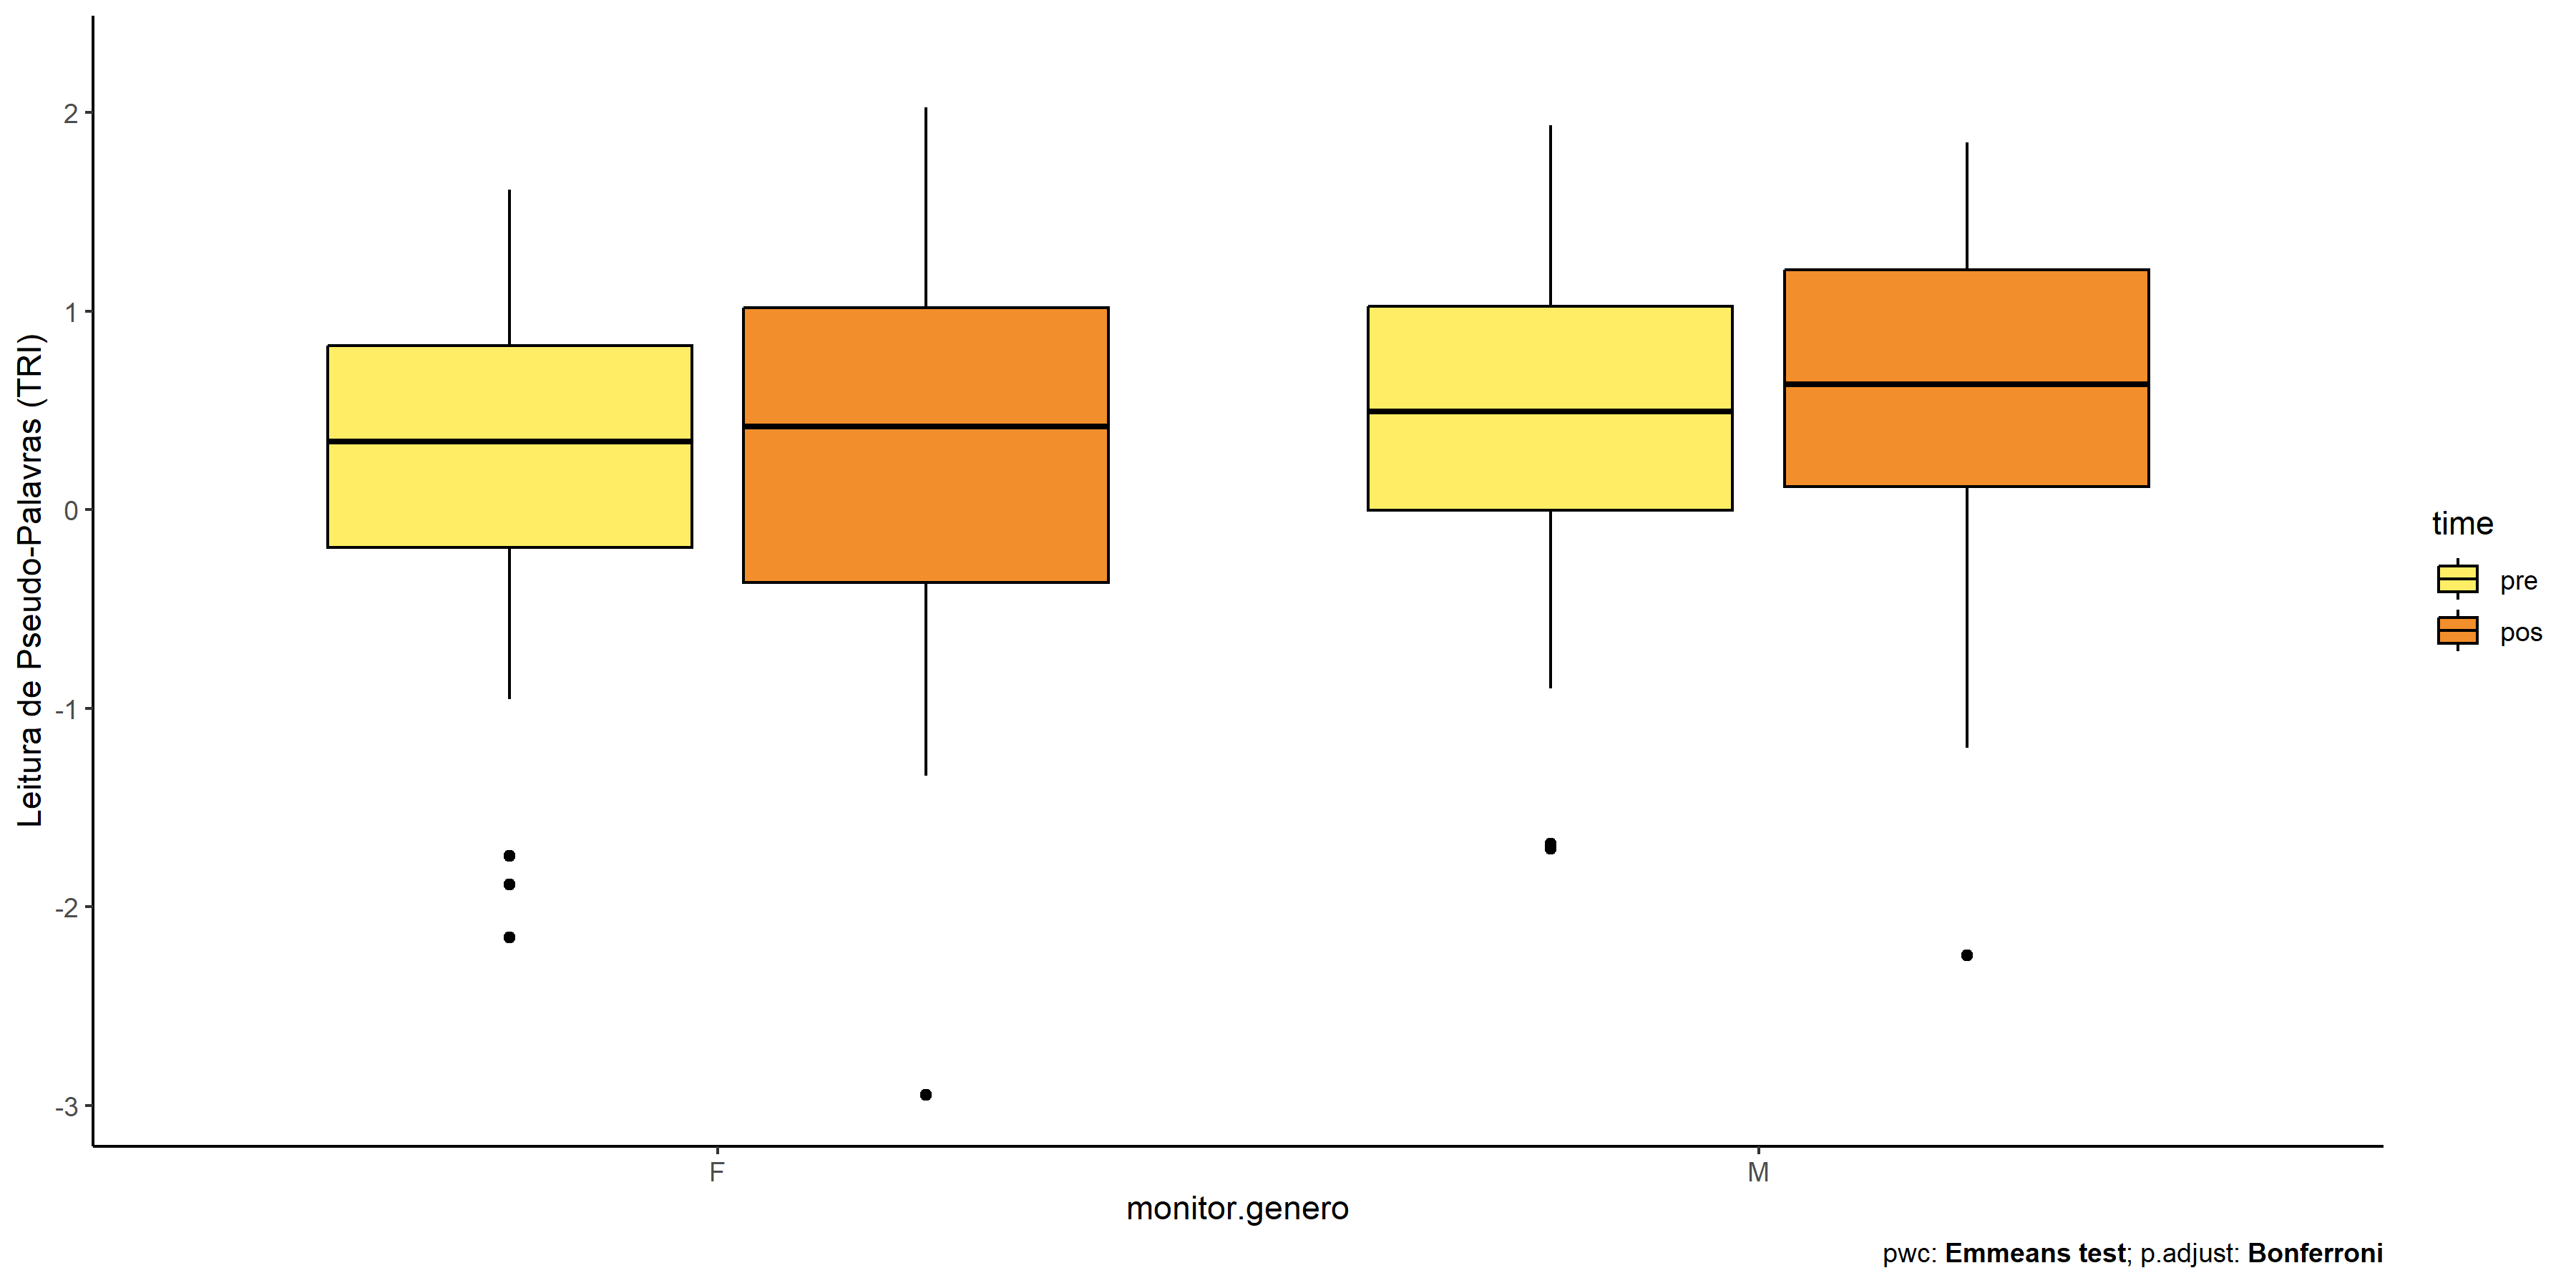 Leitura de Pseudo-Palavras (TRI)
2
1
0
-1
-2
-3
F
M
monitor.genero
time
pre
pos
pwc: Emmeans test; p.adjust: Bonferroni